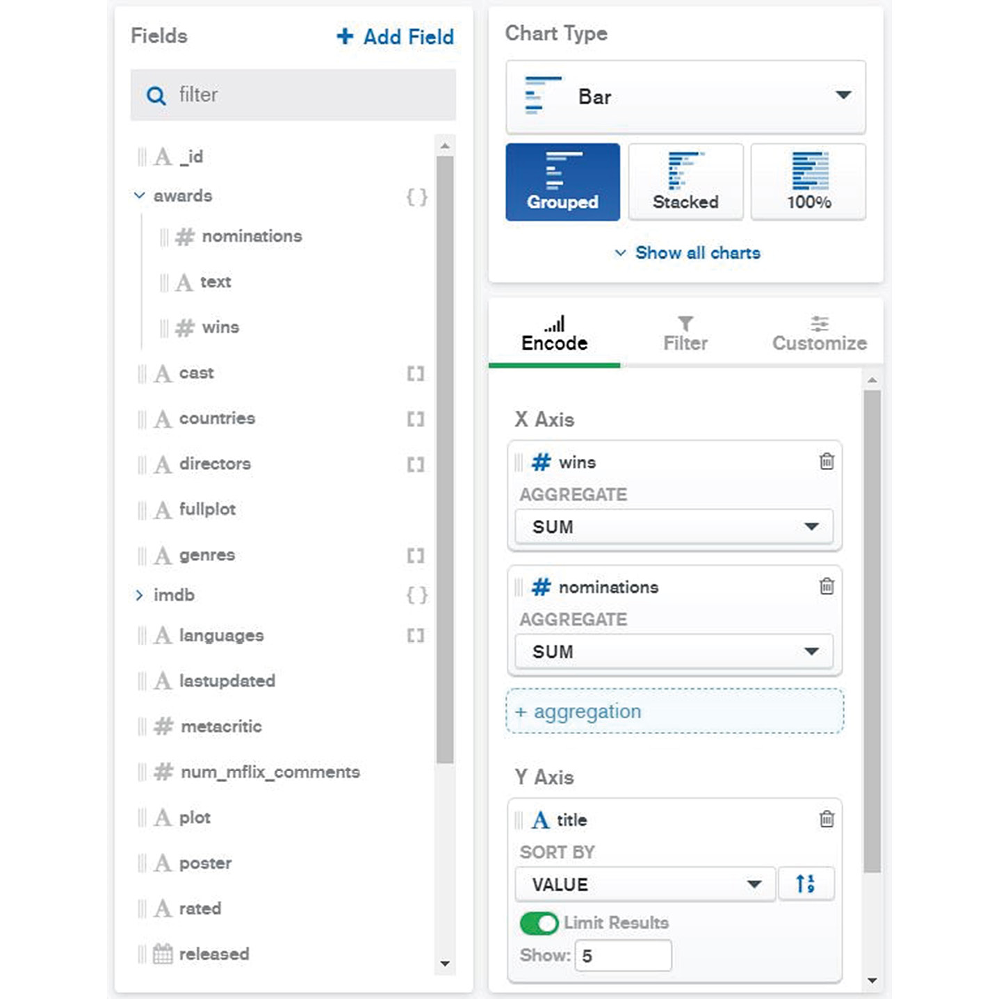 Fields
+ Add Field
filter
_id
awards {}
# nominations
text
# wins
cast []
countries []
directors []
fullplot
genres []
imdb {}
languages []
lastupdated
# metacritic
# num_mflix_comments
plot
poster
rated
released
Chart Type
Bar
Grouped Stacked 100%
Show all charts
Encode Filter Customize
X Axis
# wins
AGGREGATE
SUM
# nominations
AGGREGATE
SUM
+ aggregation
Y Axis
A title
SORT BY
VALUE
Limit Results
Show: 5